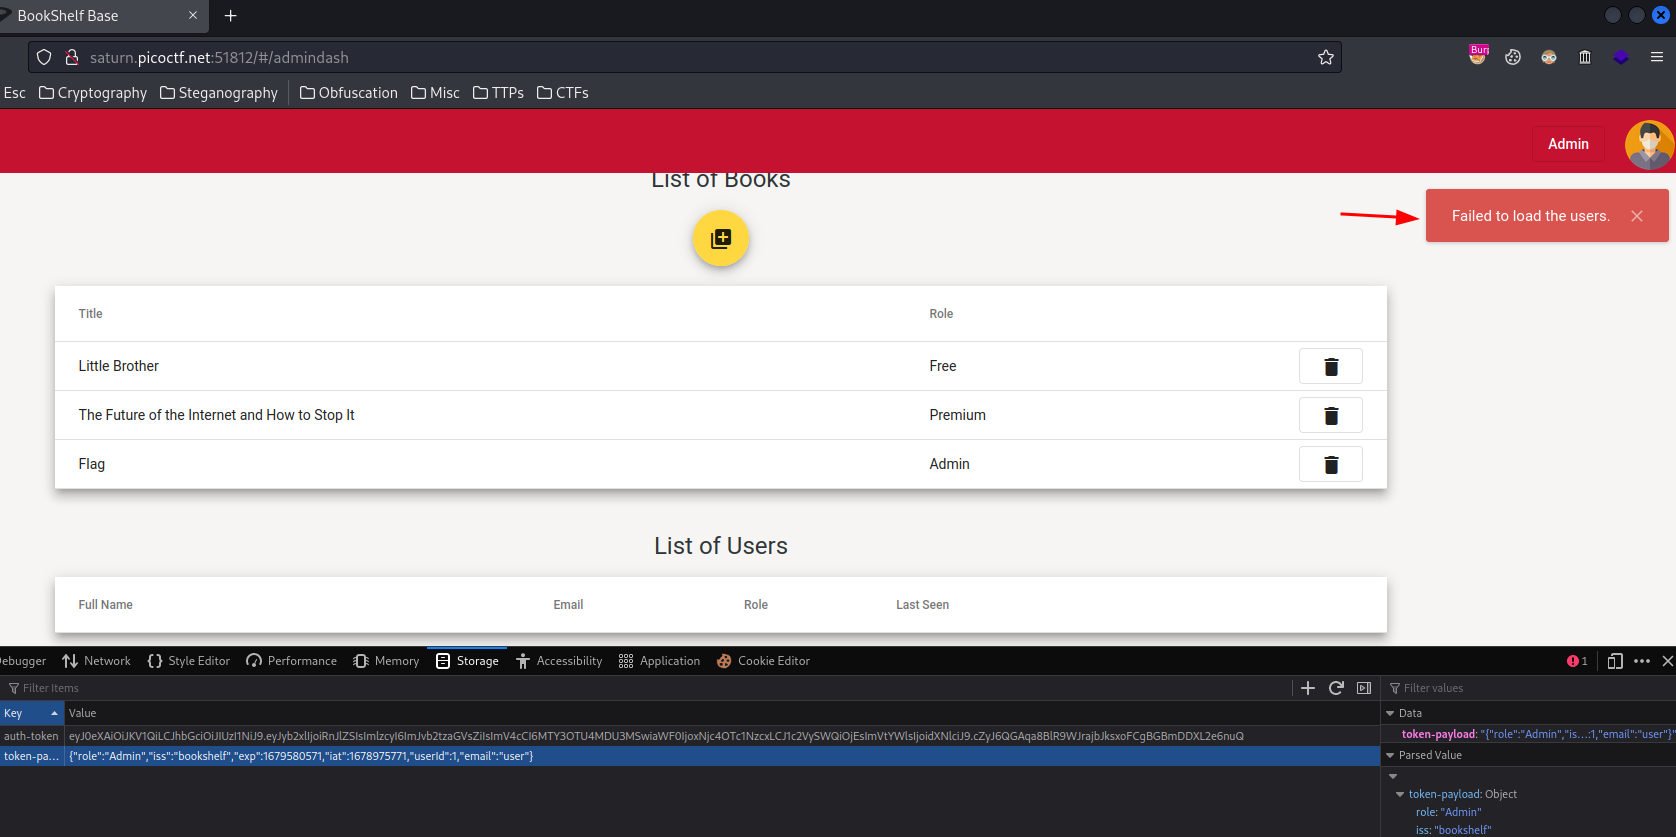 BookShelf Base
saturn.picoctf.net:51812/#/admindash
Burp
Esc Cryptography Steganography Obfuscation Misc TTPs CTFs
Admin
List of Books
Failed to load the users.
Title Role
Little Brother Free
The Future of the Internet and How to Stop It Premium
Flag Admin
List of Users
Full Name Email Role Last Seen
ebugger Network Style Editor Performance Memory Storage Accessibility Application Cookie Editor 1
Filter Items Filter values
Key Value Data
auth-token token-payload: "{"role":"Admin","is...:1,"email":"user"}"
token-pa... {"role":"Admin","iss":"bookshelf","exp":1679580571,"iat":1678975771,"userId":1,"email":"user"} Parsed Value
token-payload: Object
role: "Admin"
iss: "bookshelf"